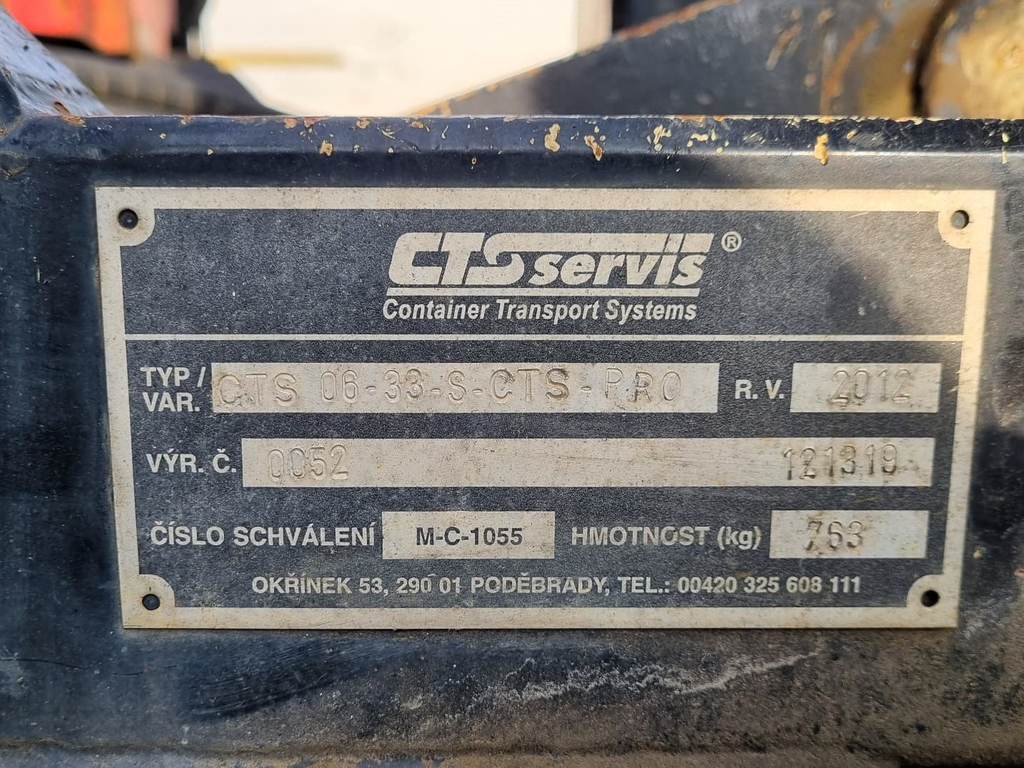 CTS servis®
Container Transport Systems
TYP / VAR. CTS 06-33-S-CTS-PRO R. V. 2012
VÝR. Č. 0052 121319
ČÍSLO SCHVÁLENÍ M-C-1055 HMOTNOST (kg) 763
OKŘÍNEK 53, 290 01 PODĚBRADY, TEL.: 00420 325 608 111